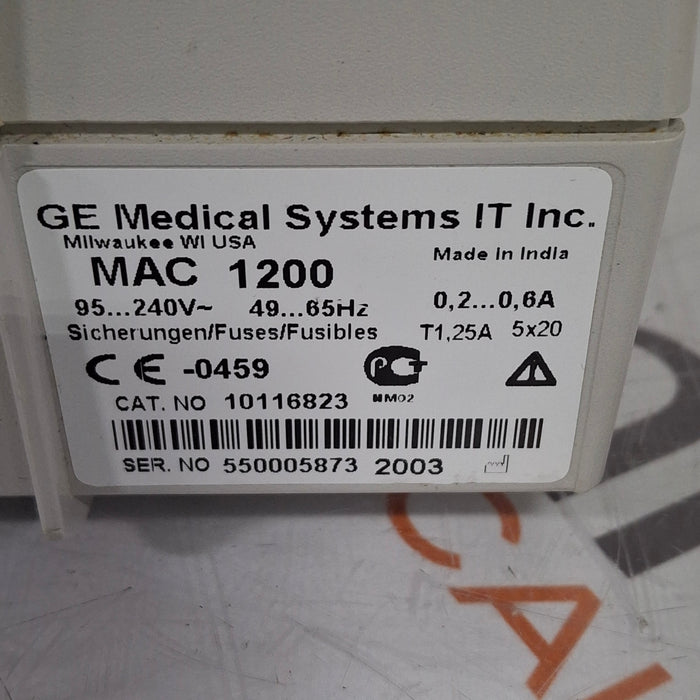 GE Medical Systems IT Inc.
Milwaukee WI USA
Made in India
MAC 1200
95...240V~ 49...65Hz 0,2...0,6A
Sicherungen/Fuses/Fusibles T1,25A 5x20
CE -0459
MM02
CAT. NO 10116823
SER. NO 550005873 2003